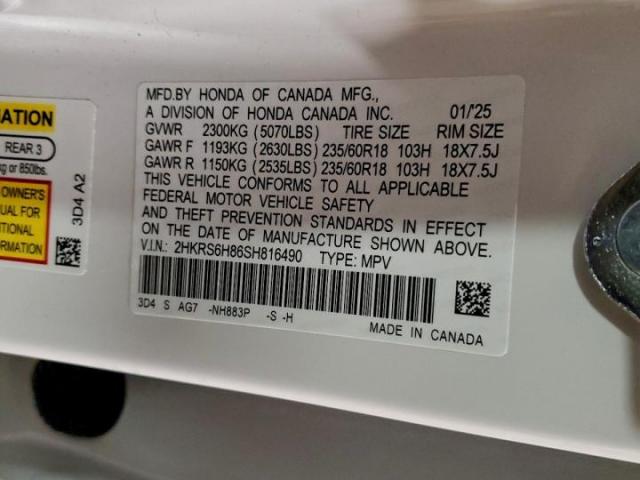 MATION
REAR 3
kg or 850lbs.
OWNER'S
UAL FOR
ITIONAL
FORMATION
3D4 A2
MFD.BY HONDA OF CANADA MFG.,
A DIVISION OF HONDA CANADA INC. 01/'25
GVWR 2300KG (5070LBS) TIRE SIZE RIM SIZE
GAWR F 1193KG (2630LBS) 235/60R18 103H 18X7.5J
GAWR R 1150KG (2535LBS) 235/60R18 103H 18X7.5J
THIS VEHICLE CONFORMS TO ALL APPLICABLE
FEDERAL MOTOR VEHICLE SAFETY
AND THEFT PREVENTION STANDARDS IN EFFECT
ON THE DATE OF MANUFACTURE SHOWN ABOVE.
V.I.N.: 2HKRS6H86SH816490 TYPE: MPV
3D4 S AG7 -NH883P -S -H
MADE IN CANADA